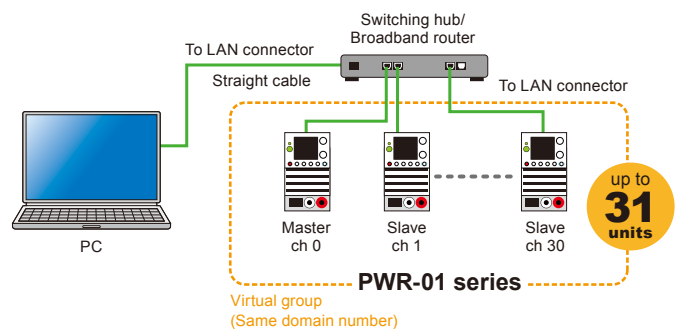 Switching hub/
Broadband router
To LAN connector
Straight cable
To LAN connector
PC
Master
ch 0
Slave
ch 1
Slave
ch 30
up to
31
units
PWR-01 series
Virtual group
(Same domain number)